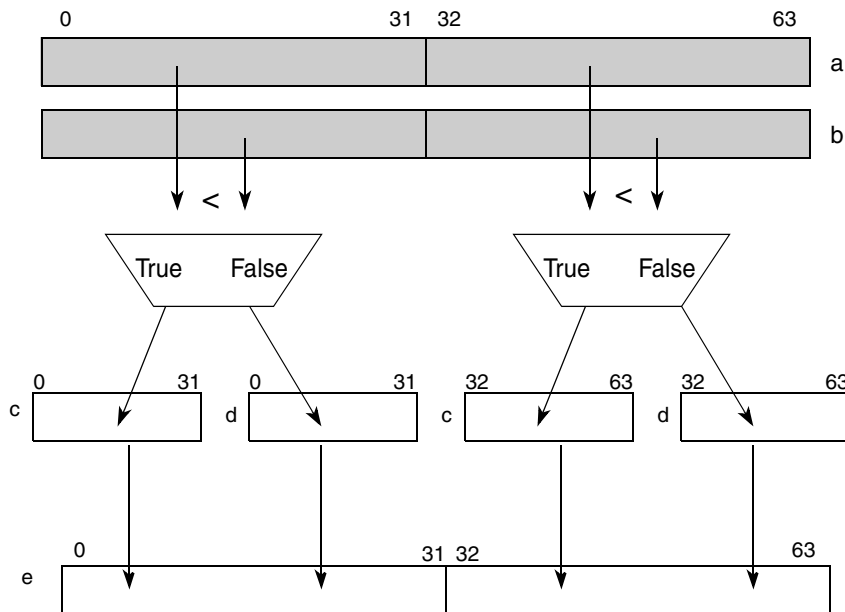 0 31 32 63
a
b
< <
True False True False
0 31 0 31 32 63 32 63
c d c d
0 31 32 63
e